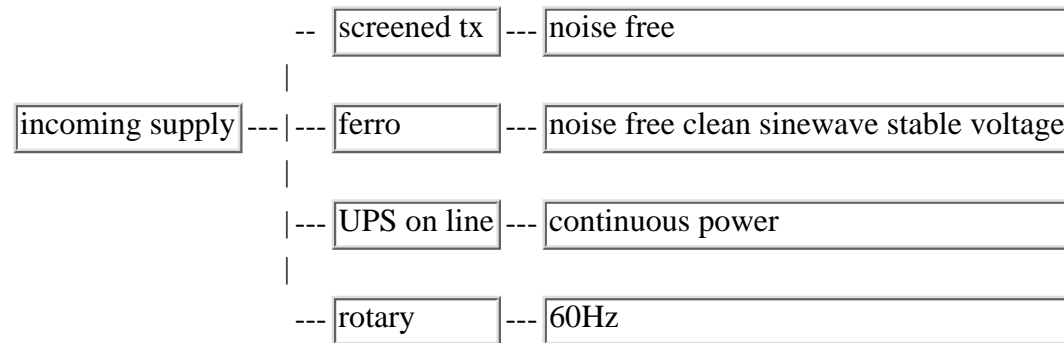 -- screened tx --- noise free
|
incoming supply --- | --- ferro --- noise free clean sinewave stable voltage
|
|--- UPS on line --- continuous power
|
--- rotary --- 60Hz